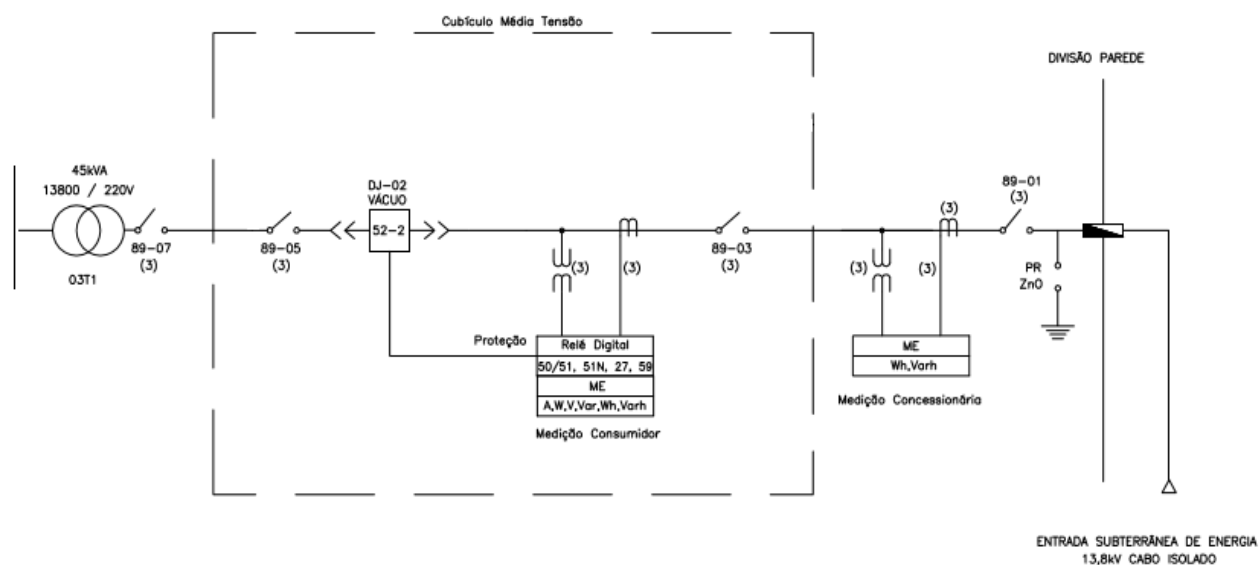 Cubículo Média Tensão
DIVISÃO PAREDE
45kVA
13800 / 220V
89-07
(3)
03T1
89-05
(3)
DJ-02
VÁCUO
52-2
(3)
(3)
89-03
(3)
(3)
(3)
(3)
89-01
(3)
PR
ZnO
Proteção
Relé Digital
50/51, 51N, 27, 59
ME
A,W,V,Var,Wh,Varh
Medição Consumidor
ME
Wh,Varh
Medição Concessionária
ENTRADA SUBTERRÂNEA DE ENERGIA
13,8kV CABO ISOLADO